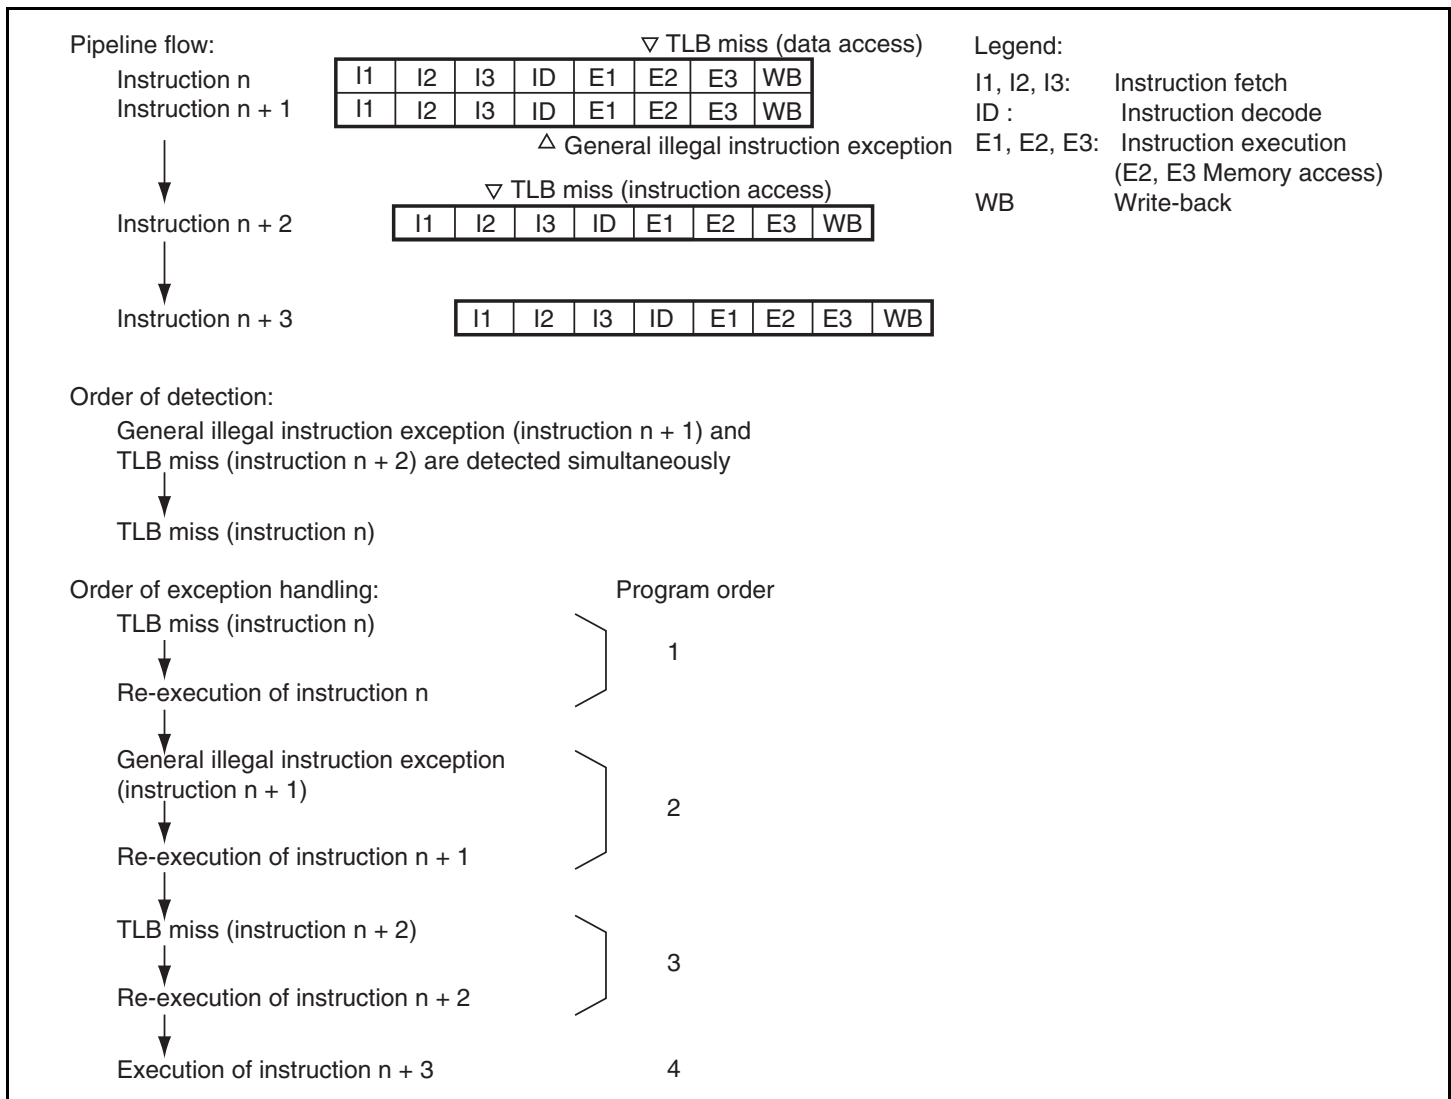 Pipeline flow:
▽ TLB miss (data access)
Instruction n
I1 I2 I3 ID E1 E2 E3 WB
Instruction n + 1
I1 I2 I3 ID E1 E2 E3 WB
△ General illegal instruction exception
▽ TLB miss (instruction access)
Instruction n + 2
I1 I2 I3 ID E1 E2 E3 WB
Instruction n + 3
I1 I2 I3 ID E1 E2 E3 WB
Legend:
I1, I2, I3: Instruction fetch
ID : Instruction decode
E1, E2, E3: Instruction execution
(E2, E3 Memory access)
WB Write-back
Order of detection:
General illegal instruction exception (instruction n + 1) and
TLB miss (instruction n + 2) are detected simultaneously
TLB miss (instruction n)
Order of exception handling:
Program order
TLB miss (instruction n)
1
Re-execution of instruction n
General illegal instruction exception
(instruction n + 1)
2
Re-execution of instruction n + 1
TLB miss (instruction n + 2)
3
Re-execution of instruction n + 2
Execution of instruction n + 3
4